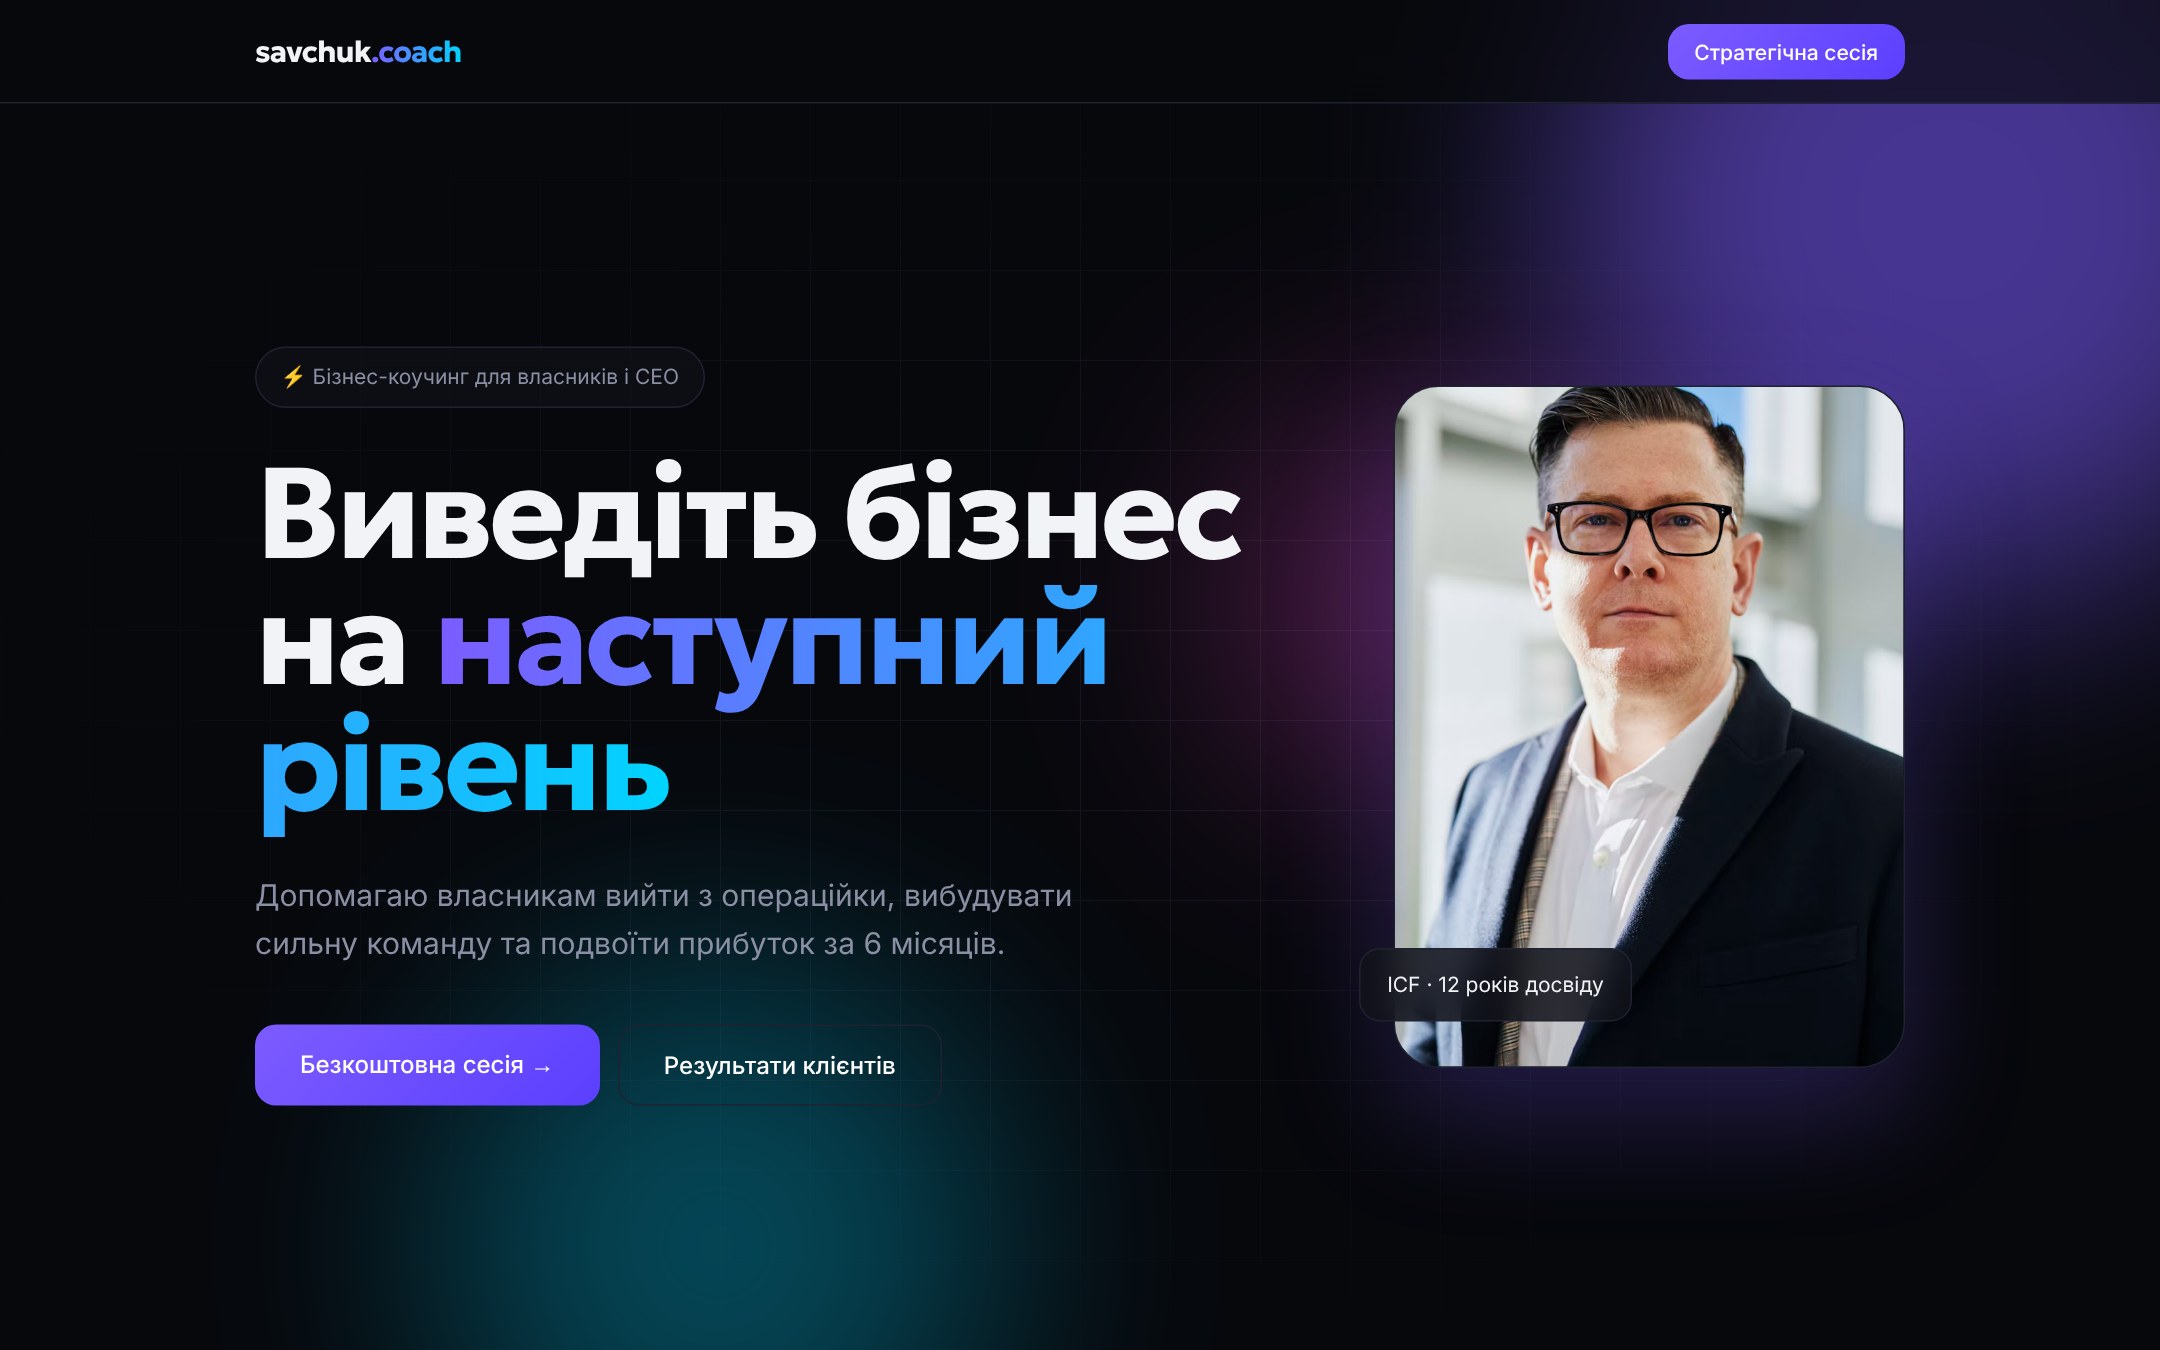 savchuk.coach
Стратегічна сесія
⚡ Бізнес-коучинг для власників і CEO
Виведіть бізнес
на наступний
рівень
Допомагаю власникам вийти з операційки, вибудувати
сильну команду та подвоїти прибуток за 6 місяців.
Безкоштовна сесія →
Результати клієнтів
ICF · 12 років досвіду